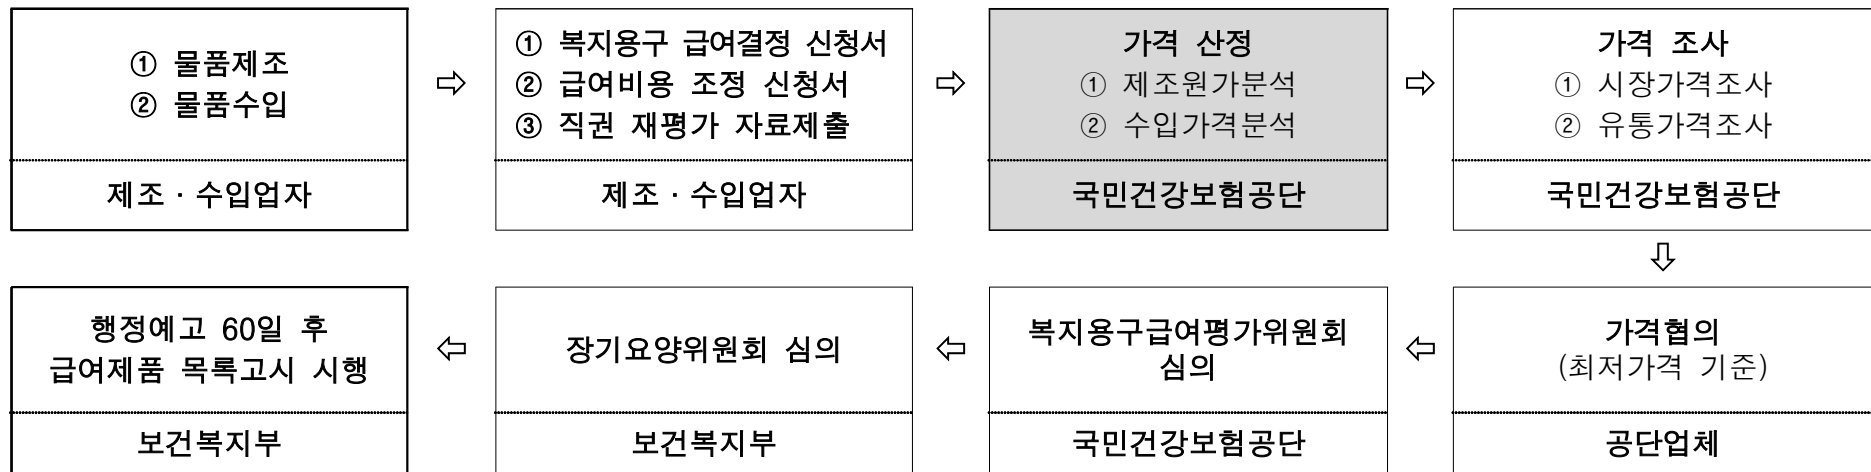 ① 물품제조
② 물품수입
제조 · 수입업자
⇨
① 복지용구 급여결정 신청서
② 급여비용 조정 신청서
③ 직권 재평가 자료제출
제조 · 수입업자
⇨
가격 산정
① 제조원가분석
② 수입가격분석
국민건강보험공단
⇨
가격 조사
① 시장가격조사
② 유통가격조사
국민건강보험공단
⇩
가격협의
(최저가격 기준)
공단업체
⇦
복지용구급여평가위원회
심의
국민건강보험공단
⇦
장기요양위원회 심의
보건복지부
⇦
행정예고 60일 후
급여제품 목록고시 시행
보건복지부